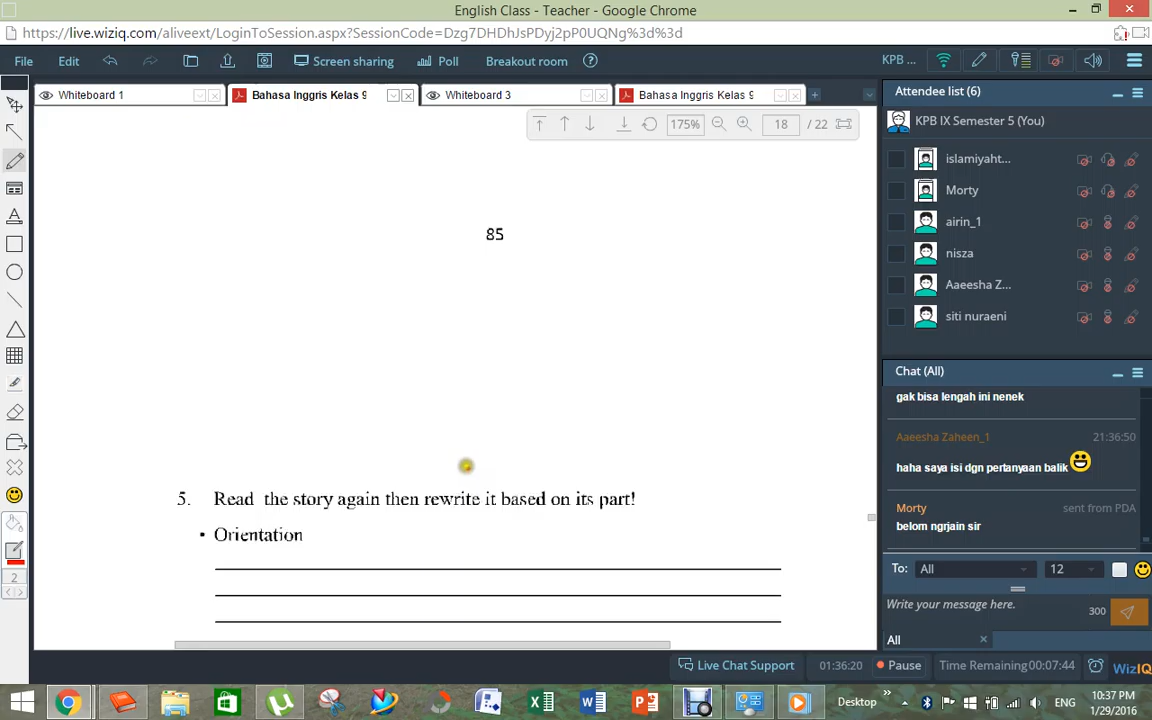 English Class - Teacher - Google Chrome
https://live.wiziq.com/aliveext/LoginToSession.aspx?SessionCode=Dzg7DHDhJsPDyj2pP0UQNg%3d%3d
File Edit Screen sharing Poll Breakout room KPB ...
Whiteboard 1 Bahasa Inggris Kelas 9 Whiteboard 3 Bahasa Inggris Kelas 9
175% 18 / 22
85
5. Read the story again then rewrite it based on its part!
• Orientation
2
Attendee list (6)
KPB IX Semester 5 (You)
islamiyaht...
Morty
airin_1
nisza
Aaeesha Z...
siti nuraeni
Chat (All)
gak bisa lengah ini nenek
Aaeesha Zaheen_1 21:36:50
haha saya isi dgn pertanyaan balik
Morty sent from PDA
belom ngrjain sir
To: All 12
Write your message here. 300
All
Live Chat Support 01:36:20 Pause Time Remaining 00:07:44 WizIQ
Desktop ENG 10:37 PM
1/29/2016